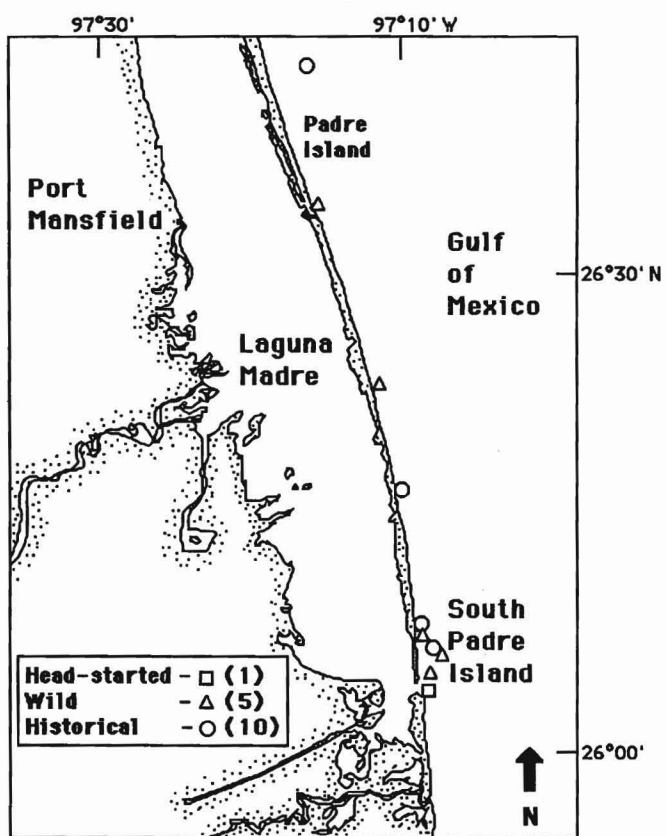 97°30'
97°10' W
Padre
Island
Port
Mansfield
Gulf
of
Mexico
26°30' N
Laguna
Madre
South
Padre
Island
Head-started - □ (1)
Wild - △ (5)
Historical - ○ (10)
26°00'
N